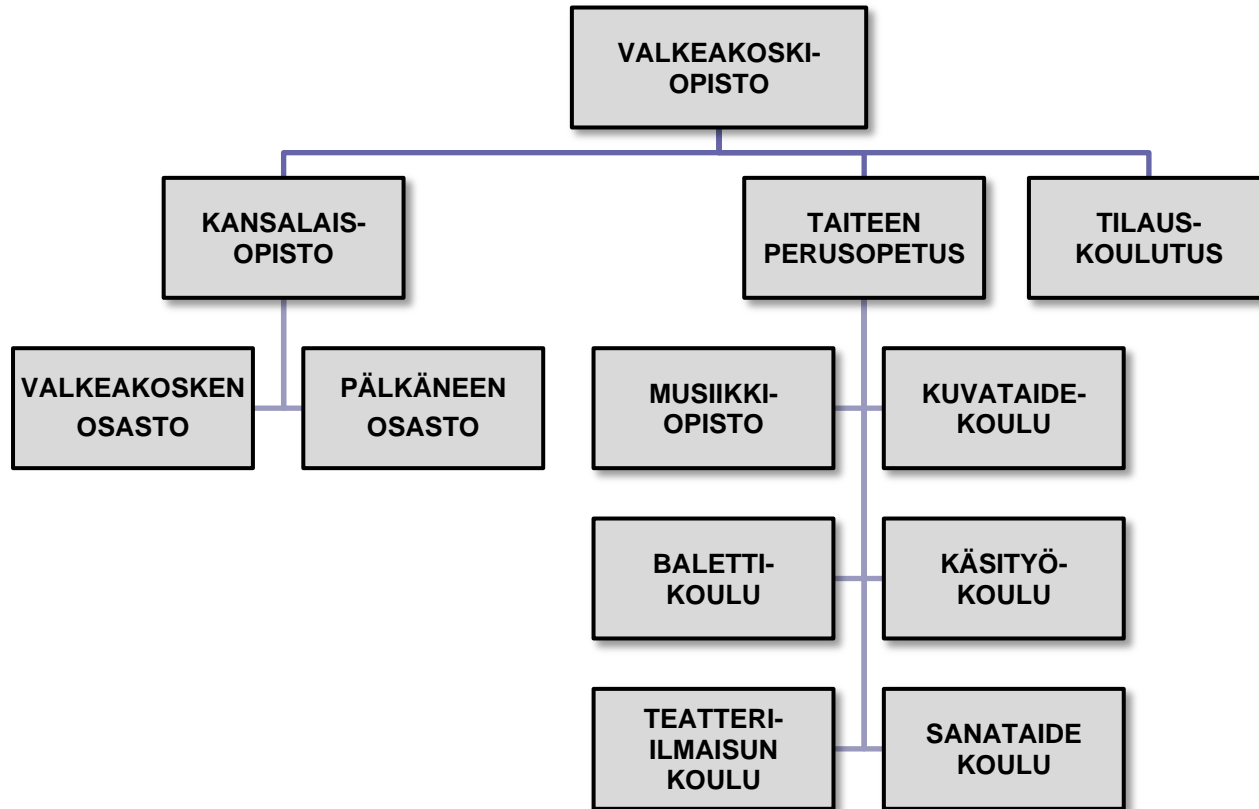 VALKEAKOSKI-
OPISTO
KANSALAIS-
OPISTO
TAITEEN
PERUSOPETUS
TILAUS-
KOULUTUS
VALKEAKOSKEN
OSASTO
PÄLKÄNEEN
OSASTO
MUSIIKKI-
OPISTO
KUVATAIDE-
KOULU
BALETTI-
KOULU
KÄSITYÖ-
KOULU
TEATTERI-
ILMAISUN
KOULU
SANATAIDE
KOULU